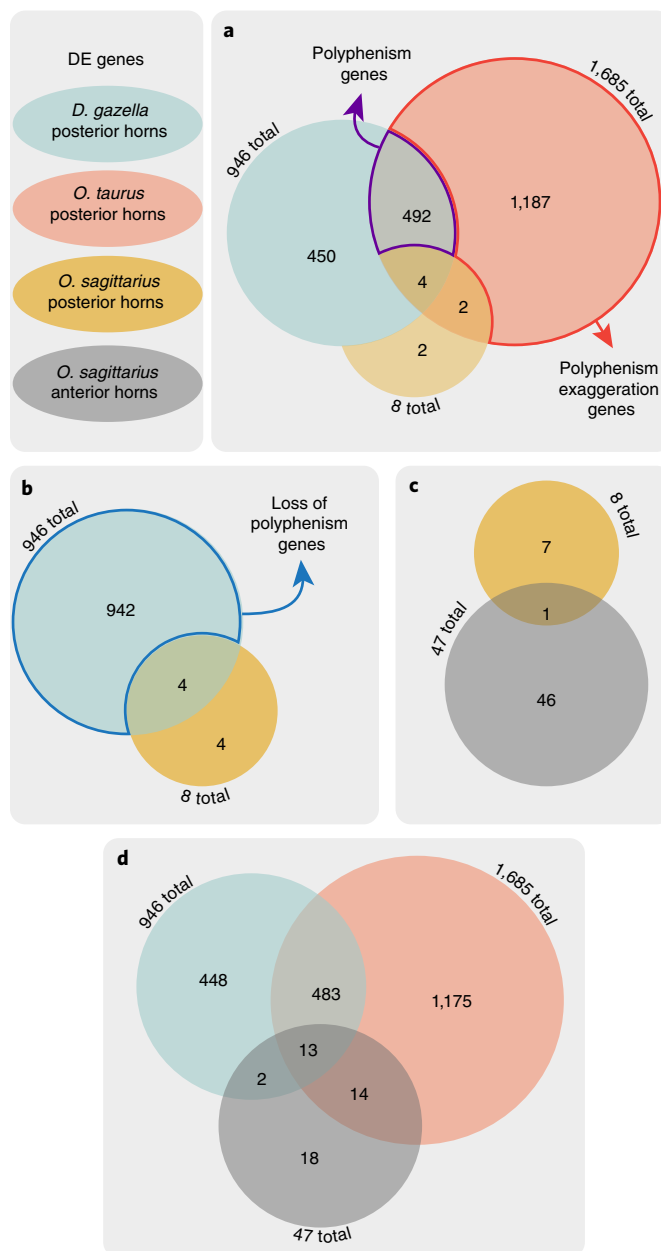 DE genes
D. gazella
posterior horns
O. taurus
posterior horns
O. sagittarius
posterior horns
O. sagittarius
anterior horns
a
Polyphenism
genes
946 total
1,685 total
492
1,187
450
4
2
2
8 total
Polyphenism
exaggeration
genes
b
946 total
Loss of
polyphenism
genes
942
4
4
8 total
c
8 total
7
47 total
1
46
d
946 total
1,685 total
448
483
1,175
13
2
14
18
47 total